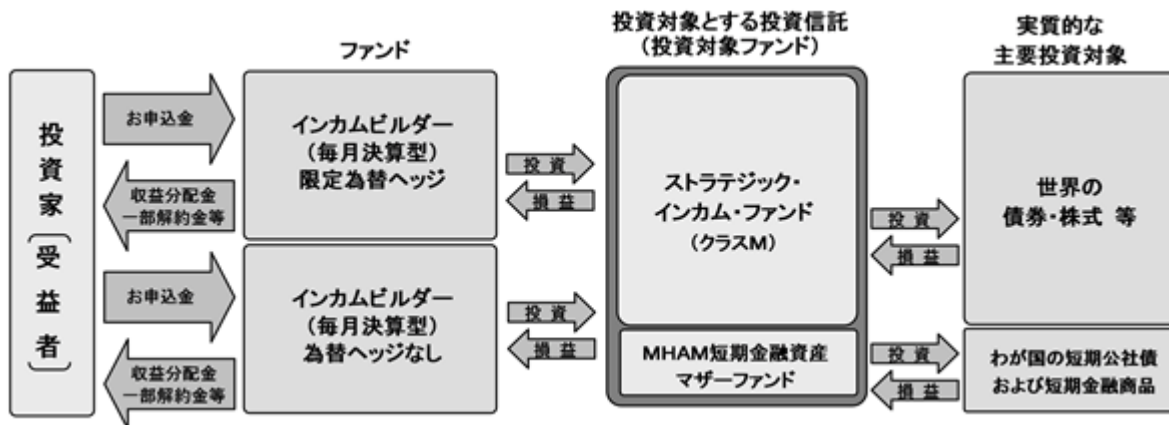 ファンド
投資対象とする投資信託
(投資対象ファンド)
実質的な
主要投資対象
投資家〔受益者〕
お申込金
収益分配金
一部解約金等
お申込金
収益分配金
一部解約金等
インカムビルダー
(毎月決算型)
限定為替ヘッジ
インカムビルダー
(毎月決算型)
為替ヘッジなし
投資
損益
投資
損益
ストラテジック・
インカム・ファンド
(クラスM)
MHAM短期金融資産
マザーファンド
投資
損益
投資
損益
世界の
債券・株式 等
わが国の短期公社債
および短期金融商品